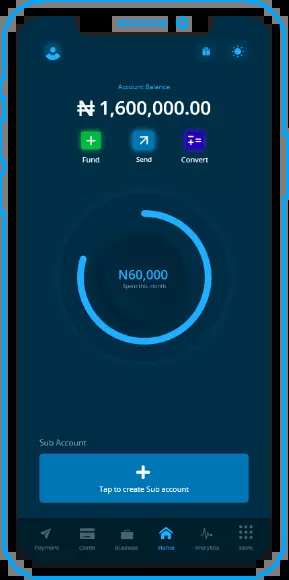 Account Balance
₦ 1,600,000.00
Fund
Send
Convert
N60,000
Spent this month
Sub Account
Tap to create Sub account
Payment
Cards
Business
Home
Analytics
More